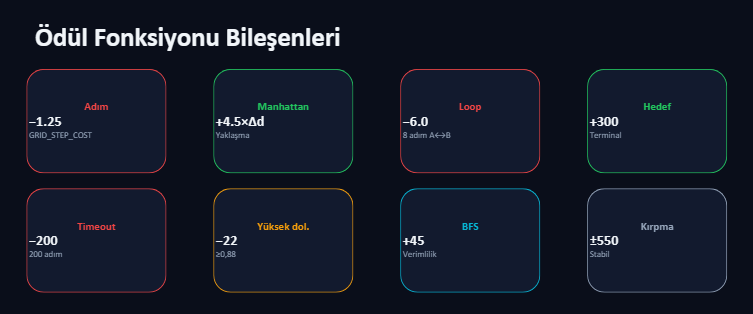 Ödül Fonksiyonu Bileşenleri
Adım
−1.25
GRID_STEP_COST
Manhattan
+4.5×Δd
Yaklaşma
Loop
−6.0
8 adım A↔B
Hedef
+300
Terminal
Timeout
−200
200 adım
Yüksek dol.
−22
≥0,88
BFS
+45
Verimlilik
Kırpma
±550
Stabil